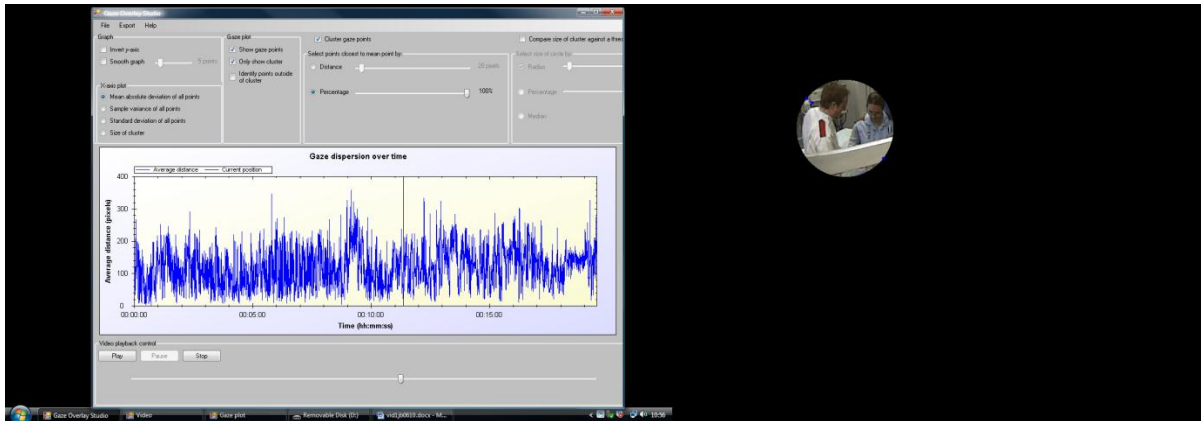 Gaze Overlay Studio
File Export Help
Graph
Invert y-axis
Smooth graph 5 points
X-axis plot
Mean absolute deviation of all points
Sample variance of all points
Standard deviation of all points
Size of cluster
Gaze plot
Show gaze points
Only show cluster
Identify points outside
of cluster
Cluster gaze points
Select points closest to mean point by:
Distance 20 pixels
Percentage 100%
Compare size of cluster against a thres
Select size of circle by:
Radius
Percentage
Median
Gaze dispersion over time
Average distance Current position
Average distance (pixels)
400
300
200
100
0
00:00:00 00:05:00 00:10:00 00:15:00
Time (hh:mm:ss)
Video playback control
Play Pause Stop
Gaze Overlay Studio Video Gaze plot Removable Disk (D:) vid1jb0610.docx - M... 10:36